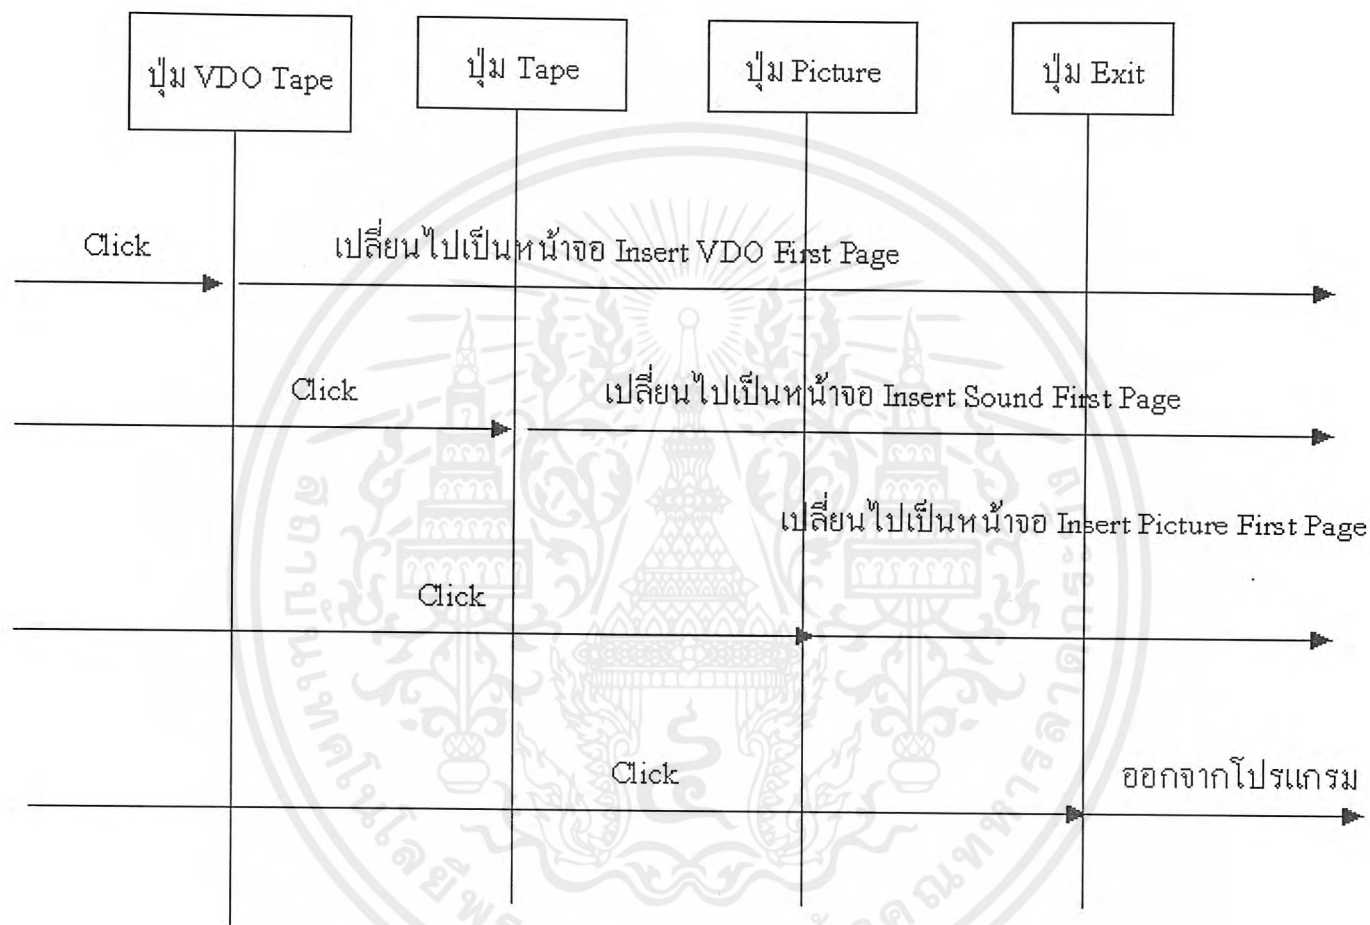 ปุ่ม VDO Tape
ปุ่ม Tape
ปุ่ม Picture
ปุ่ม Exit
Click
เปลี่ยนไปเป็นหน้าจอ Insert VDO First Page
Click
เปลี่ยนไปเป็นหน้าจอ Insert Sound First Page
เปลี่ยนไปเป็นหน้าจอ Insert Picture First Page
Click
Click
ออกจากโปรแกรม